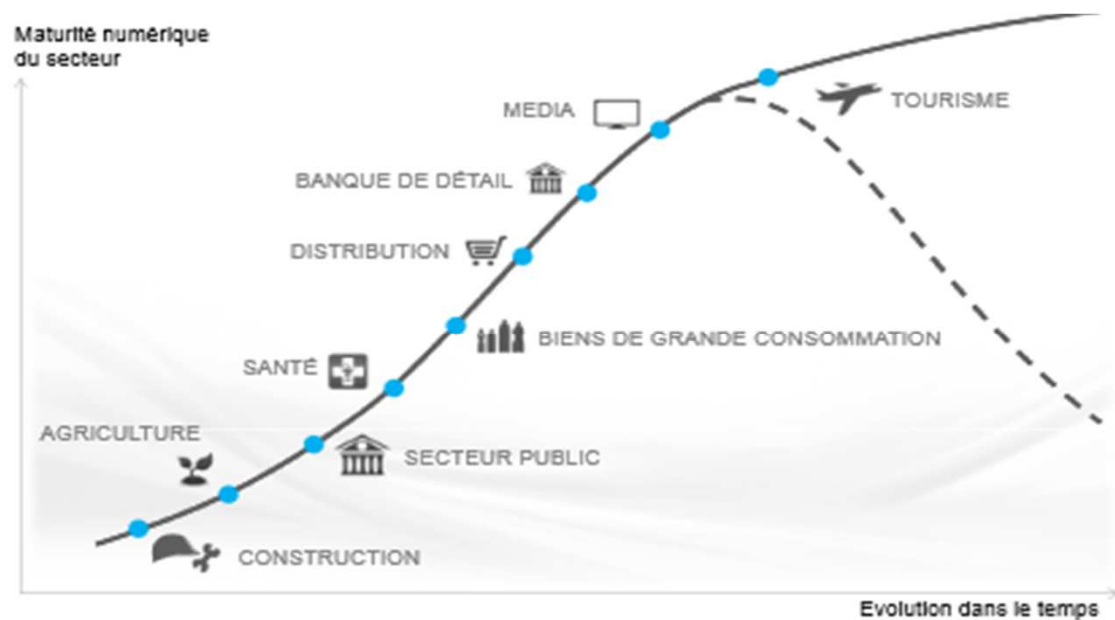 Maturité numérique
du secteur
MEDIA
TOURISME
BANQUE DE DÉTAIL
DISTRIBUTION
BIENS DE GRANDE CONSOMMATION
SANTÉ
AGRICULTURE
SECTEUR PUBLIC
CONSTRUCTION
Evolution dans le temps